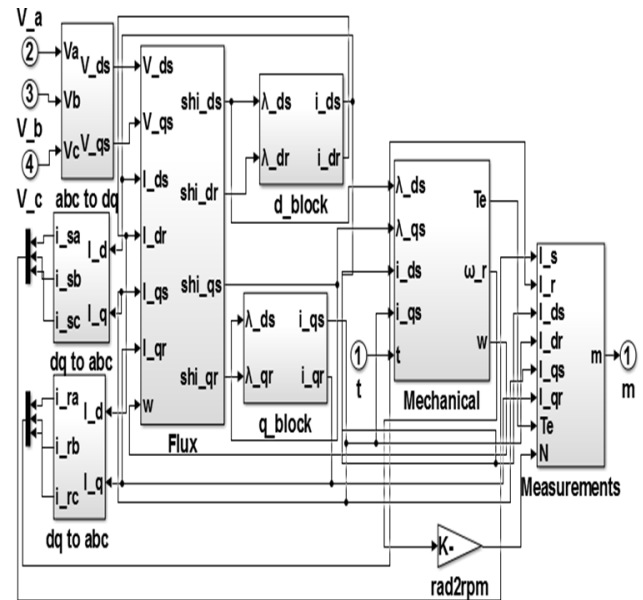 V_a
2
3
V_b
4
V_c
Va
Vb
Vc
V_ds
V_qs
abc to dq
V_ds
V_qs
I_ds
I_dr
I_qs
I_qr
w
shi_ds
shi_dr
shi_qs
shi_qr
Flux
λ_ds
λ_dr
i_ds
i_dr
d_block
λ_ds
λ_qr
i_qs
i_qr
q_block
i_sa
i_sb
i_sc
I_d
I_q
dq to abc
i_ra
i_rb
i_rc
I_d
I_q
dq to abc
1
t
λ_ds
λ_qs
i_ds
i_qs
t
Te
ω_r
w
Mechanical
I_s
I_r
I_ds
I_dr
I_qs
I_qr
Te
N
m
Measurements
1
m
K-
rad2rpm